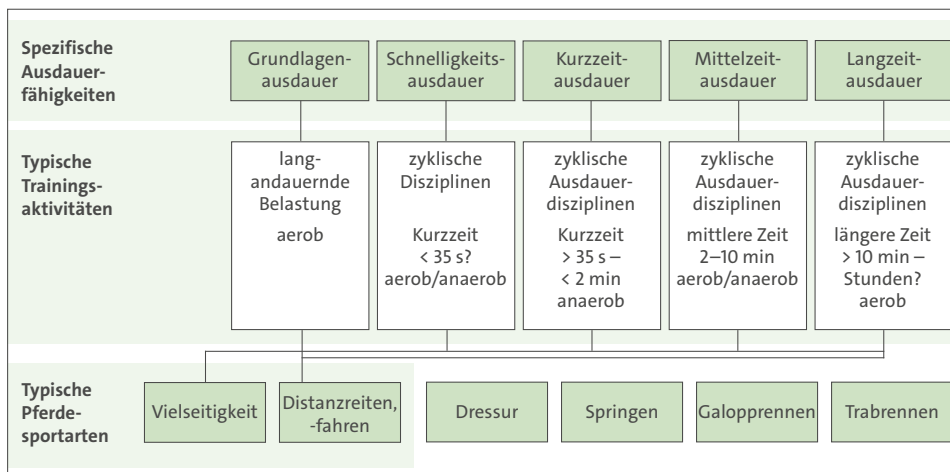 Spezifische
Ausdauer-
fähigkeiten
Grundlagen-
ausdauer
Schnelligkeits-
ausdauer
Kurzzeit-
ausdauer
Mittelzeit-
ausdauer
Langzeit-
ausdauer
Typische
Trainings-
aktivitäten
lang-
andauernde
Belastung
aerob
zyklische
Disziplinen
Kurzzeit
< 35 s?
aerob/anaerob
zyklische
Ausdauer-
disziplinen
Kurzzeit
> 35 s –
< 2 min
anaerob
zyklische
Ausdauer-
disziplinen
mittlere Zeit
2–10 min
aerob/anaerob
zyklische
Ausdauer-
disziplinen
längere Zeit
> 10 min –
Stunden?
aerob
Typische
Pferde-
sportarten
Vielseitigkeit
Distanzreiten,
-fahren
Dressur
Springen
Galopprennen
Trabrennen